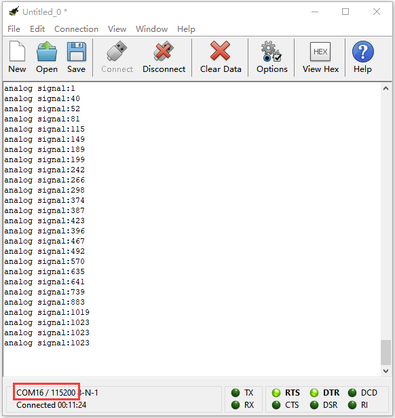 Untitled_0 *
File Edit Connection View Window Help
HEX
New Open Save Connect Disconnect Clear Data Options View Hex Help
analog signal:1
analog signal:40
analog signal:52
analog signal:81
analog signal:115
analog signal:149
analog signal:189
analog signal:199
analog signal:242
analog signal:266
analog signal:298
analog signal:374
analog signal:387
analog signal:423
analog signal:396
analog signal:467
analog signal:492
analog signal:570
analog signal:635
analog signal:641
analog signal:739
analog signal:883
analog signal:1019
analog signal:1023
analog signal:1023
analog signal:1023
COM16 / 115200 8-N-1
Connected 00:11:24
TX RTS DTR DCD
RX CTS DSR RI